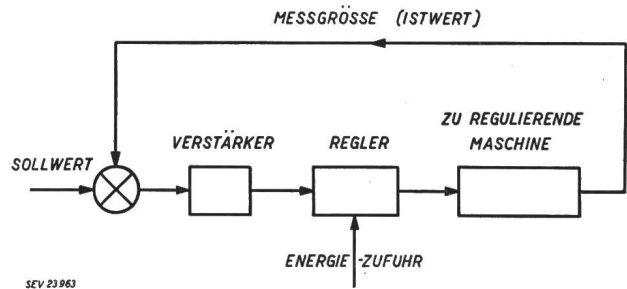 MESSGRÖSSE (ISTWERT)
ZU REGULIERENDE
MASCHINE
VERSTÄRKER
REGLER
SOLLWERT
ENERGIE-ZUFUHR
SEV 23963